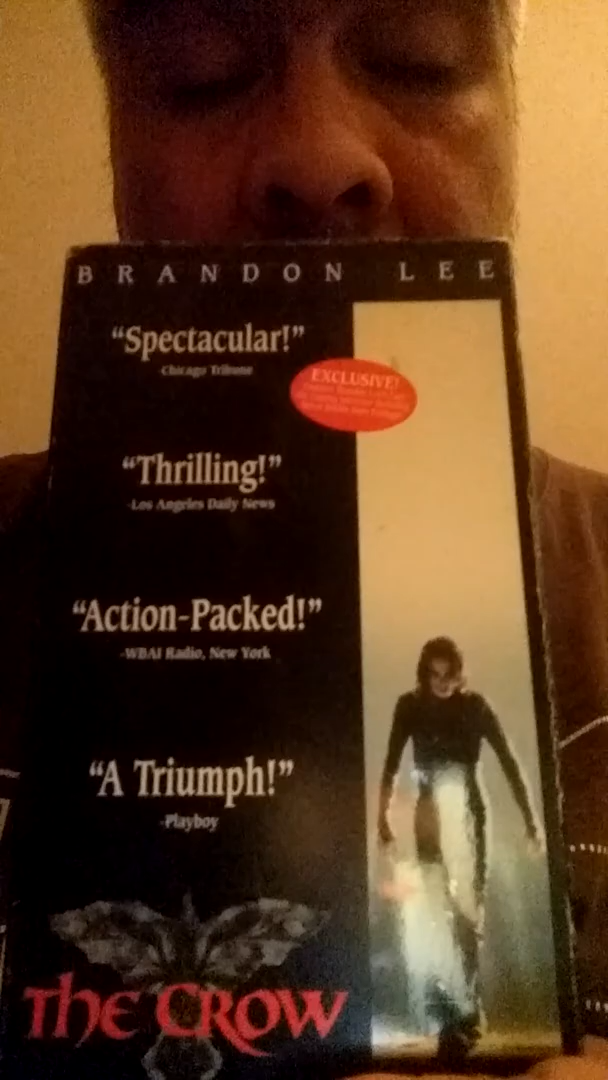 BRANDON LEE
“Spectacular!”
-Chicago Tribune
EXCLUSIVE!
“Thrilling!”
-Los Angeles Daily News
“Action-Packed!”
-WBAI Radio, New York
“A Triumph!”
-Playboy
The CROW